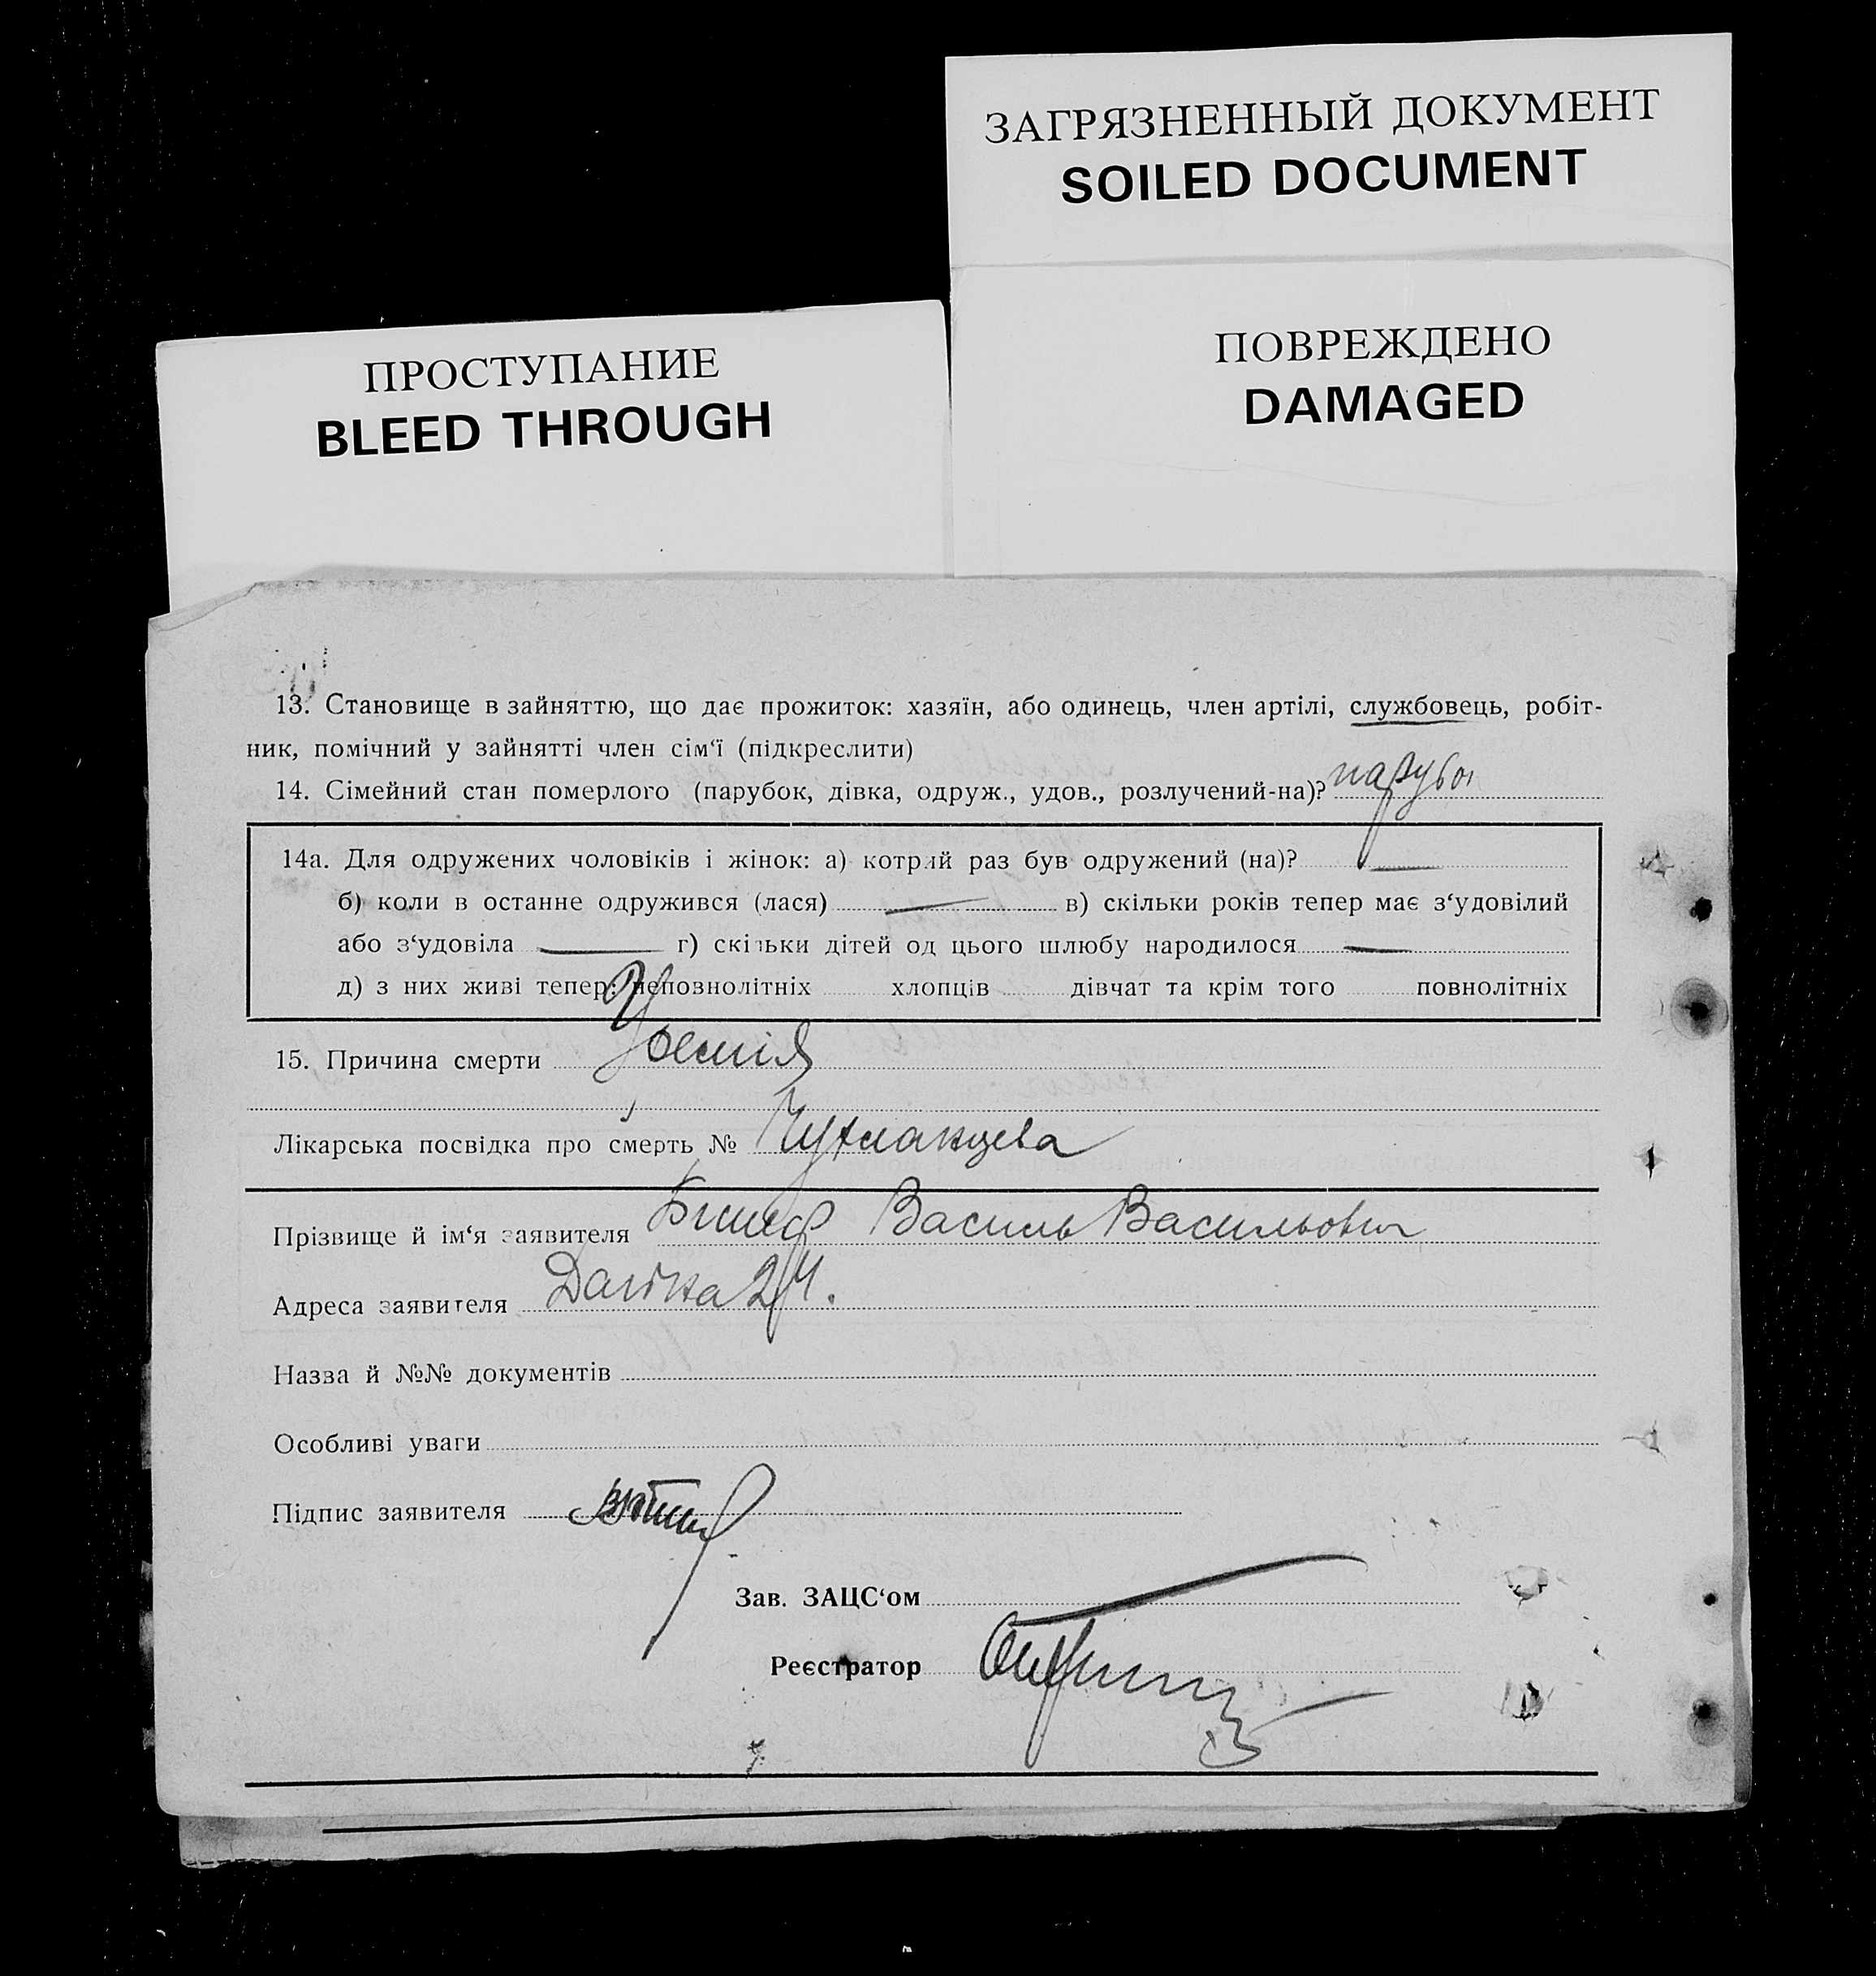 ЗАГРЯЗНЕННЫЙ ДОКУМЕНТ
SOILED DOCUMENT
ПОВРЕЖДЕНО
DAMAGED
ПРОСТУПАНИЕ
BLEED THROUGH
13. Становище в зайняттю, що дає прожиток: хазяїн, або одинець, член артілі, службовець, робіт-
ник, помічний у зайнятті член сім‘ї (підкреслити)
14. Сімейний стан померлого (парубок, дівка, одруж., удов., розлучений-на)? парубок
14а. Для одружених чоловіків і жінок: а) котрий раз був одружений (на)? —
б) коли в останне одружився (лася) — в) скільки років тепер має з‘удовілий
або з‘удовіла — г) скільки дітей од цього шлюбу народилося —
д) з них живі тепер: неповнолітніх хлопців дівчат та крім того повнолітніх
15. Причина смерти
Лікарська посвідка про смерть №
Прізвище й ім‘я заявителя Василь Васильович
Адреса заявителя
Назва й №№ документів
Особливі уваги
Підпис заявителя
Зав. ЗАЦС‘ом
Реєстратор